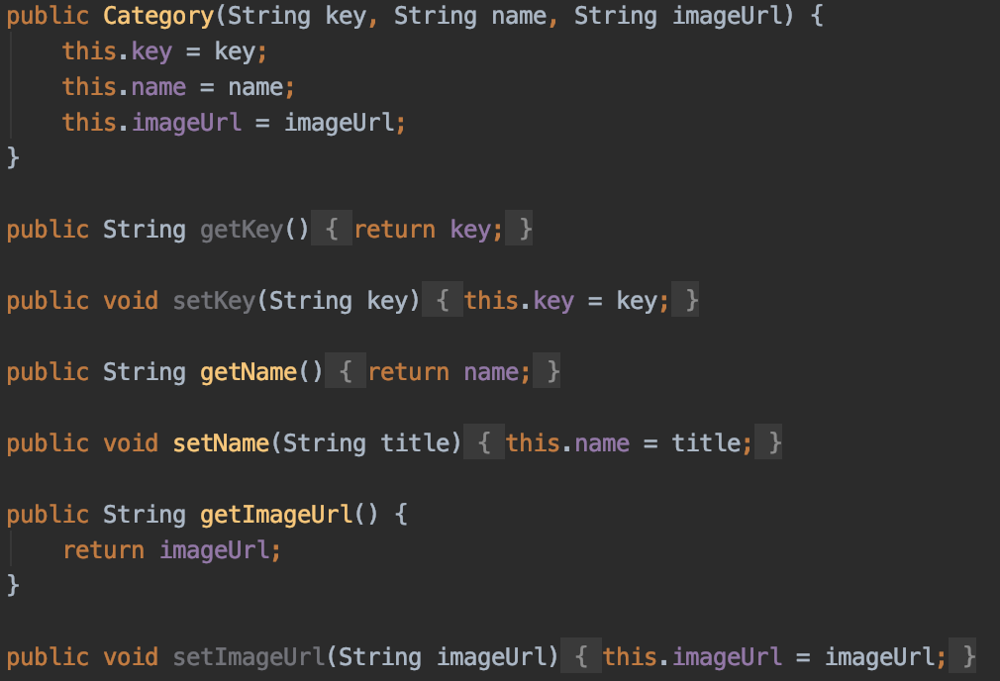 public Category(String key, String name, String imageUrl) {
    this.key = key;
    this.name = name;
    this.imageUrl = imageUrl;
}
public String getKey() { return key; }
public void setKey(String key) { this.key = key; }
public String getName() { return name; }
public void setName(String title) { this.name = title; }
public String getImageUrl() {
    return imageUrl;
}
public void setImageUrl(String imageUrl) { this.imageUrl = imageUrl; }